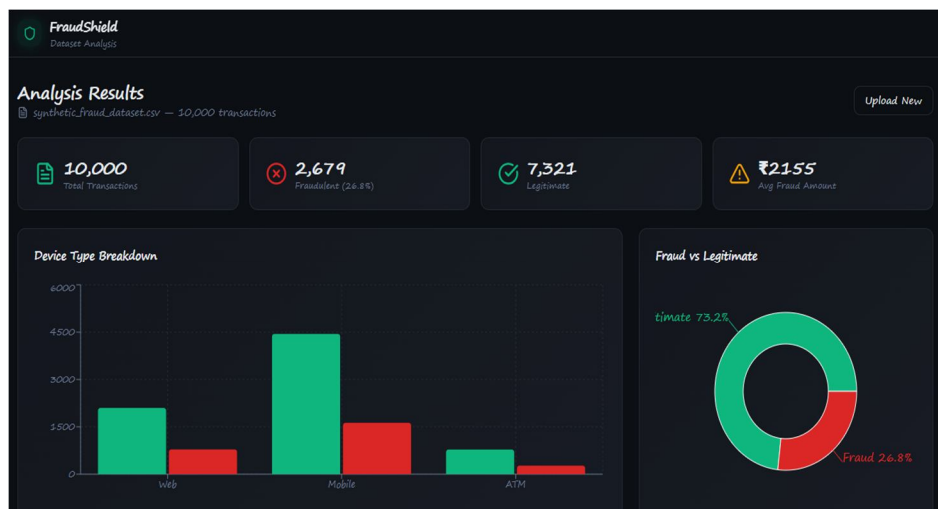 FraudShield
Dataset Analysis
Analysis Results
synthetic_fraud_dataset.csv — 10,000 transactions
Upload New
10,000
Total Transactions
2,679
Fraudulent (26.8%)
7,321
Legitimate
₹2155
Avg Fraud Amount
Device Type Breakdown
6000
4500
3000
1500
0
Web
Mobile
ATM
Fraud vs Legitimate
timate 73.2%
Fraud 26.8%